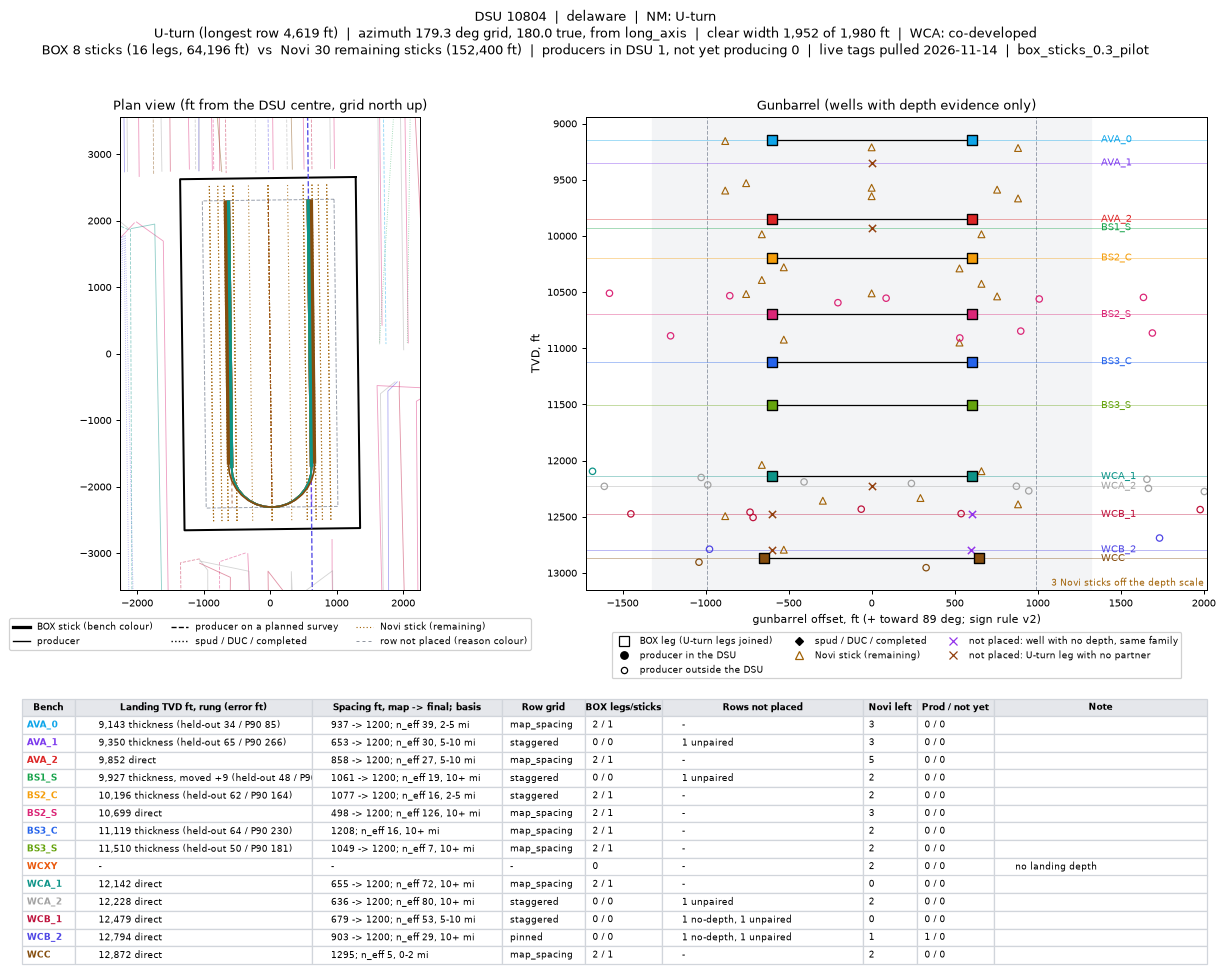 DSU 10804 | delaware | NM: U-turn
U-turn (longest row 4,619 ft) | azimuth 179.3 deg grid, 180.0 true, from long_axis | clear width 1,952 of 1,980 ft | WCA: co-developed
BOX 8 sticks (16 legs, 64,196 ft) vs Novi 30 remaining sticks (152,400 ft) | producers in DSU 1, not yet producing 0 | live tags pulled 2026-11-14 | box_sticks_0.3_pilot
Plan view (ft from the DSU centre, grid north up)
3000
2000
1000
0
−1000
−2000
−3000
−2000 −1000 0 1000 2000
BOX stick (bench colour)
producer
producer on a planned survey
spud / DUC / completed
Novi stick (remaining)
row not placed (reason colour)
Gunbarrel (wells with depth evidence only)
TVD, ft
9000
9500
10000
10500
11000
11500
12000
12500
13000
AVA_0
AVA_1
AVA_2
BS1_S
BS2_C
BS2_S
BS3_C
BS3_S
WCA_1
WCA_2
WCB_1
WCB_2
WCC
3 Novi sticks off the depth scale
−1500 −1000 −500 0 500 1000 1500 2000
gunbarrel offset, ft (+ toward 89 deg; sign rule v2)
BOX leg (U-turn legs joined)
producer in the DSU
producer outside the DSU
spud / DUC / completed
Novi stick (remaining)
not placed: well with no depth, same family
not placed: U-turn leg with no partner
Bench Landing TVD ft, rung (error ft) Spacing ft, map -> final; basis Row grid BOX legs/sticks Rows not placed Novi left Prod / not yet Note
AVA_0 9,143 thickness (held-out 34 / P90 85) 937 -> 1200; n_eff 39, 2-5 mi map_spacing 2 / 1 - 3 0 / 0
AVA_1 9,350 thickness (held-out 65 / P90 266) 653 -> 1200; n_eff 30, 5-10 mi staggered 0 / 0 1 unpaired 3 0 / 0
AVA_2 9,852 direct 858 -> 1200; n_eff 27, 5-10 mi map_spacing 2 / 1 - 5 0 / 0
BS1_S 9,927 thickness, moved +9 (held-out 48 / P9 1061 -> 1200; n_eff 19, 10+ mi staggered 0 / 0 1 unpaired 2 0 / 0
BS2_C 10,196 thickness (held-out 62 / P90 164) 1077 -> 1200; n_eff 16, 2-5 mi staggered 2 / 1 - 2 0 / 0
BS2_S 10,699 direct 498 -> 1200; n_eff 126, 10+ mi map_spacing 2 / 1 - 3 0 / 0
BS3_C 11,119 thickness (held-out 64 / P90 230) 1208; n_eff 16, 10+ mi map_spacing 2 / 1 - 2 0 / 0
BS3_S 11,510 thickness (held-out 50 / P90 181) 1049 -> 1200; n_eff 7, 10+ mi map_spacing 2 / 1 - 2 0 / 0
WCXY - - - 0 2 0 / 0 no landing depth
WCA_1 12,142 direct 655 -> 1200; n_eff 72, 10+ mi map_spacing 2 / 1 - 0 0 / 0
WCA_2 12,228 direct 636 -> 1200; n_eff 80, 10+ mi staggered 0 / 0 1 unpaired 2 0 / 0
WCB_1 12,479 direct 679 -> 1200; n_eff 53, 5-10 mi staggered 0 / 0 1 no-depth, 1 unpaired 0 0 / 0
WCB_2 12,794 direct 903 -> 1200; n_eff 29, 10+ mi pinned 0 / 0 1 no-depth, 1 unpaired 1 1 / 0
WCC 12,872 direct 1295; n_eff 5, 0-2 mi map_spacing 2 / 1 - 2 0 / 0